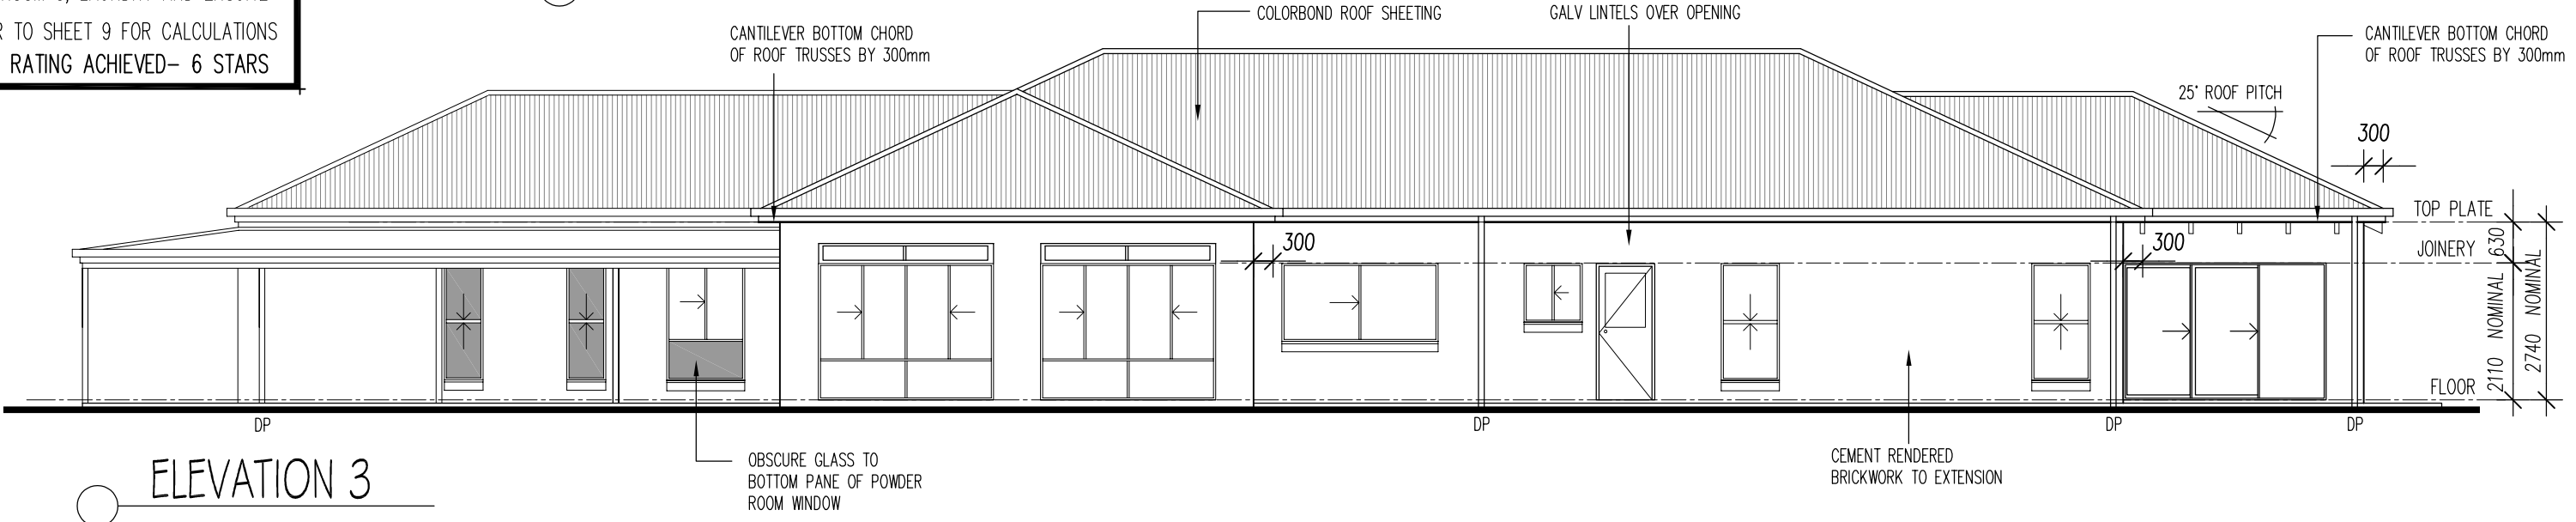 R TO SHEET 9 FOR CALCULATIONS
RATING ACHIEVED- 6 STARS
CANTILEVER BOTTOM CHORD
OF ROOF TRUSSES BY 300mm
COLORBOND ROOF SHEETING
GALV LINTELS OVER OPENING
CANTILEVER BOTTOM CHORD
OF ROOF TRUSSES BY 300mm
25° ROOF PITCH
300
TOP PLATE
JOINERY
FLOOR
630
2110 NOMINAL
2740 NOMINAL
300
300
DP
DP
DP
DP
OBSCURE GLASS TO
BOTTOM PANE OF POWDER
ROOM WINDOW
CEMENT RENDERED
BRICKWORK TO EXTENSION
ELEVATION 3